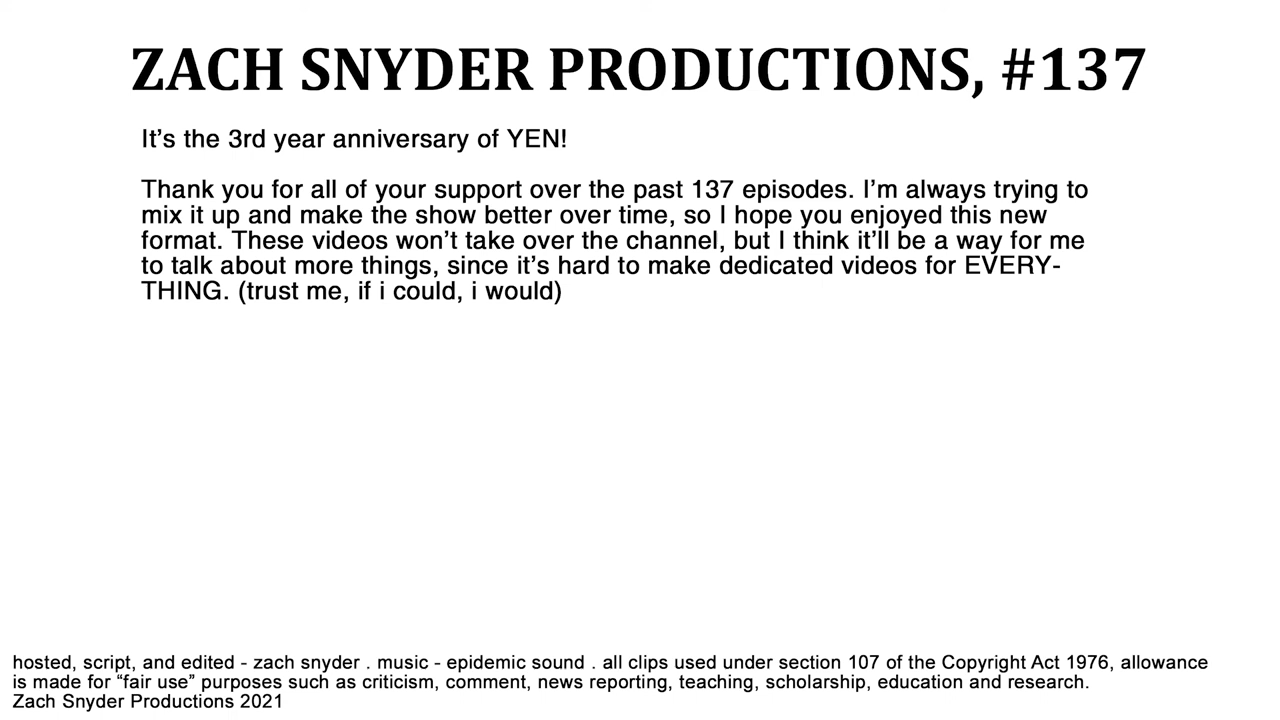 ZACH SNYDER PRODUCTIONS, #137
It’s the 3rd year anniversary of YEN!
Thank you for all of your support over the past 137 episodes. I’m always trying to
mix it up and make the show better over time, so I hope you enjoyed this new
format. These videos won’t take over the channel, but I think it’ll be a way for me
to talk about more things, since it’s hard to make dedicated videos for EVERY-
THING. (trust me, if i could, i would)
hosted, script, and edited - zach snyder . music - epidemic sound . all clips used under section 107 of the Copyright Act 1976, allowance
is made for “fair use” purposes such as criticism, comment, news reporting, teaching, scholarship, education and research.
Zach Snyder Productions 2021